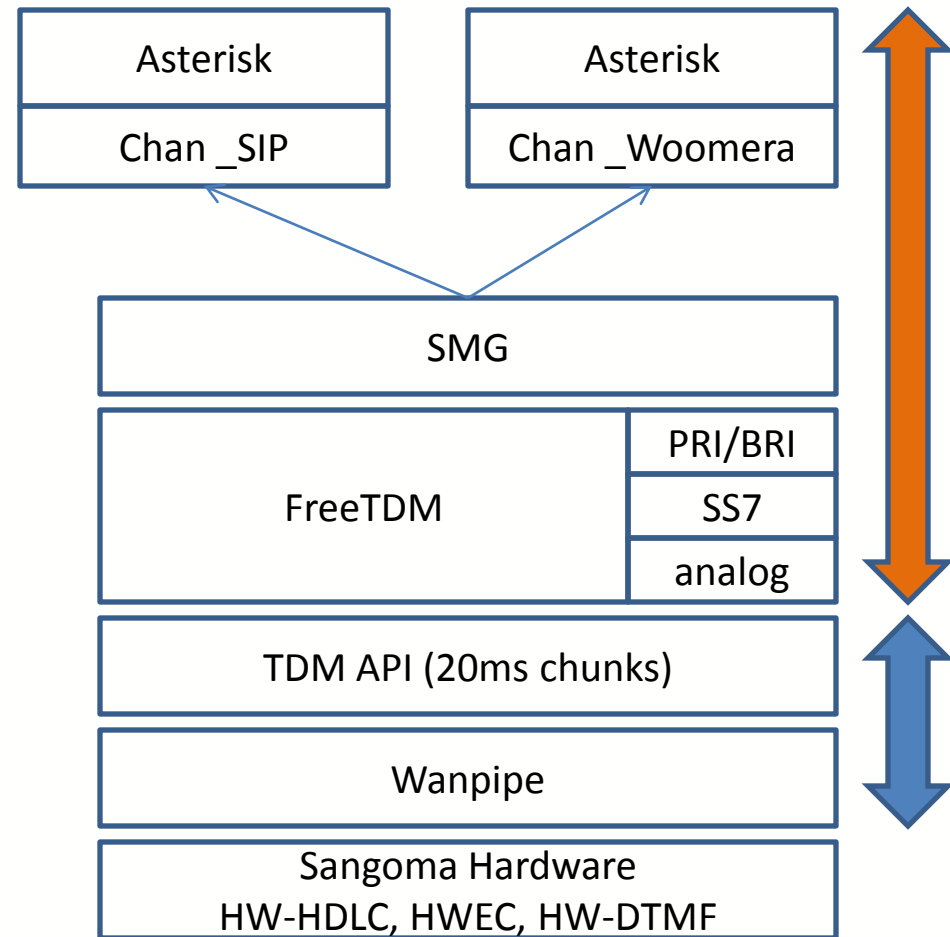 Asterisk
Chan _SIP
Asterisk
Chan _Woomera
SMG
FreeTDM
PRI/BRI
SS7
analog
TDM API (20ms chunks)
Wanpipe
Sangoma Hardware
HW-HDLC, HWEC, HW-DTMF